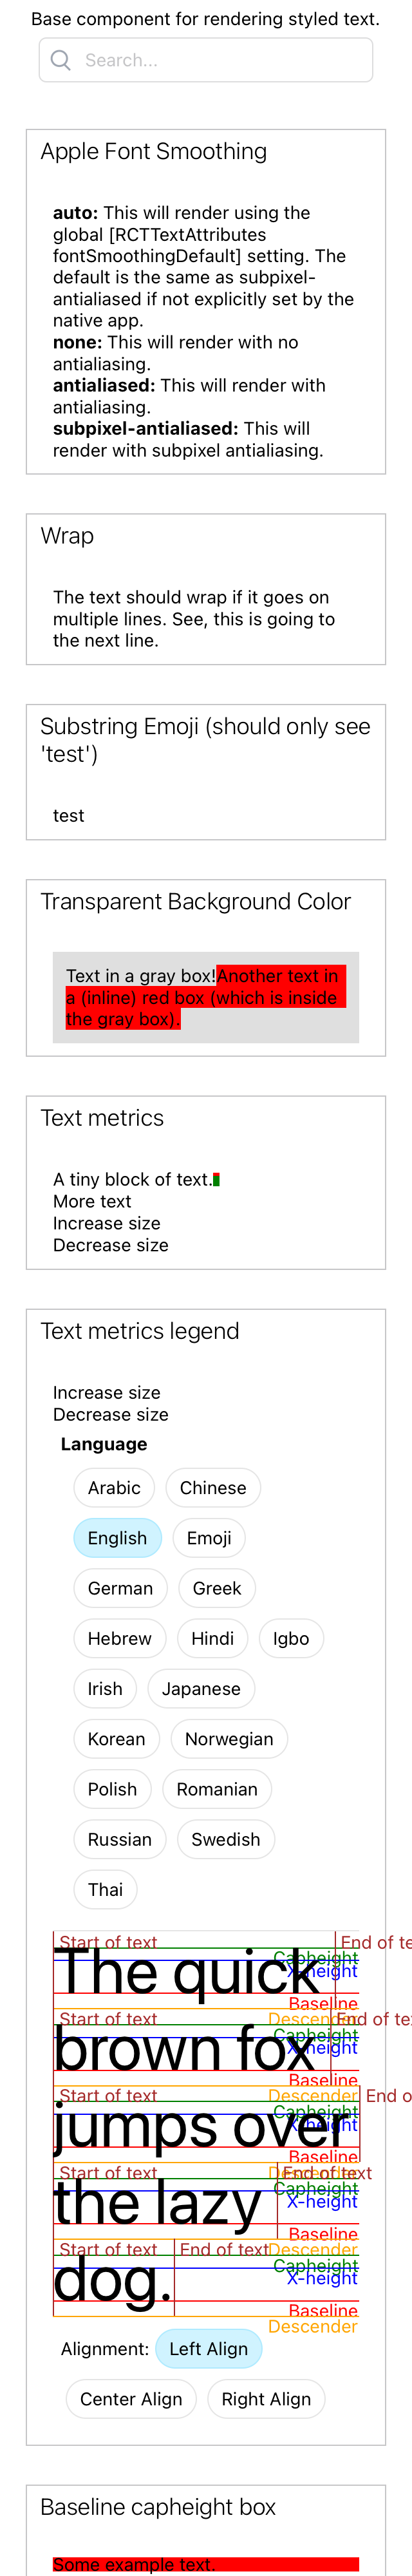 Base component for rendering styled text.
Search...
Apple Font Smoothing
auto: This will render using the
global [RCTTextAttributes
fontSmoothingDefault] setting. The
default is the same as subpixel-
antialiased if not explicitly set by the
native app.
none: This will render with no
antialiasing.
antialiased: This will render with
antialiasing.
subpixel-antialiased: This will
render with subpixel antialiasing.
Wrap
The text should wrap if it goes on
multiple lines. See, this is going to
the next line.
Substring Emoji (should only see
'test')
test
Transparent Background Color
Text in a gray box!Another text in
a (inline) red box (which is inside
the gray box).
Text metrics
A tiny block of text.
More text
Increase size
Decrease size
Text metrics legend
Increase size
Decrease size
Language
Arabic Chinese
English Emoji
German Greek
Hebrew Hindi Igbo
Irish Japanese
Korean Norwegian
Polish Romanian
Russian Swedish
Thai
Start of text End of te
Capheight
X-height
The quick
Baseline
Descender
Start of text End of tex
Capheight
X-height
brown fox
Baseline
Descender
Start of text End o
Capheight
X-height
jumps over
Baseline
Descender
Start of text End of text
Capheight
X-height
the lazy
Baseline
Descender
Start of text End of text
Capheight
X-height
dog.
Baseline
Descender
Alignment: Left Align
Center Align Right Align
Baseline capheight box
Some example text.